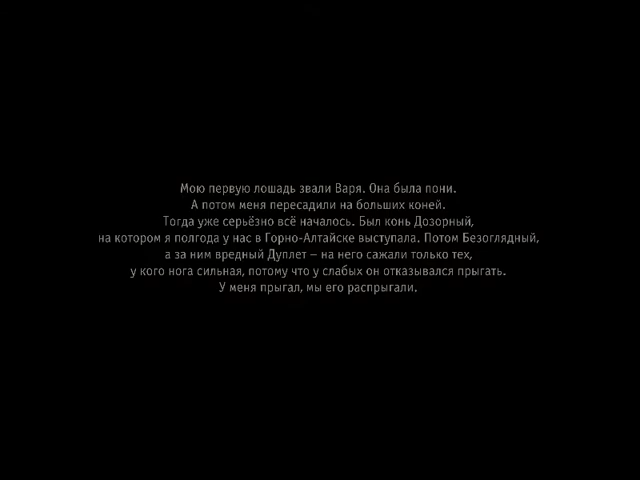 Мою первую лошадь звали Варя. Она была пони.
А потом меня пересадили на больших коней.
Тогда уже серьёзно всё началось. Был конь Дозорный,
на котором я полгода у нас в Горно-Алтайске выступала. Потом Безоглядный,
а за ним вредный Дуплет – на него сажали только тех,
у кого нога сильная, потому что у слабых он отказывался прыгать.
У меня прыгал, мы его распрыгали.